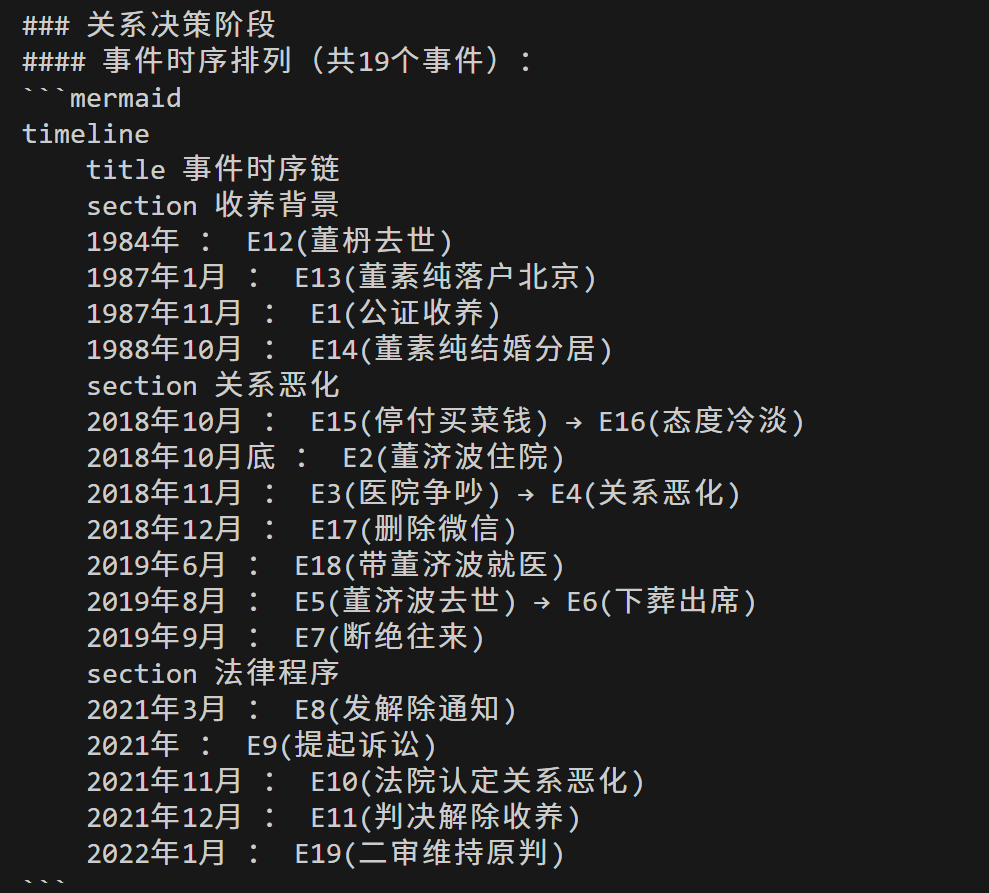 ### 关系决策阶段
#### 事件时序排列（共19个事件）：
```mermaid
timeline
    title 事件时序链
    section 收养背景
    1984年 ： E12(董枬去世)
    1987年1月 ： E13(董素纯落户北京)
    1987年11月 ： E1(公证收养)
    1988年10月 ： E14(董素纯结婚分居)
    section 关系恶化
    2018年10月 ： E15(停付买菜钱) → E16(态度冷淡)
    2018年10月底 ： E2(董济波住院)
    2018年11月 ： E3(医院争吵) → E4(关系恶化)
    2018年12月 ： E17(删除微信)
    2019年6月 ： E18(带董济波就医)
    2019年8月 ： E5(董济波去世) → E6(下葬出席)
    2019年9月 ： E7(断绝往来)
    section 法律程序
    2021年3月 ： E8(发解除通知)
    2021年 ： E9(提起诉讼)
    2021年11月 ： E10(法院认定关系恶化)
    2021年12月 ： E11(判决解除收养)
    2022年1月 ： E19(二审维持原判)
```